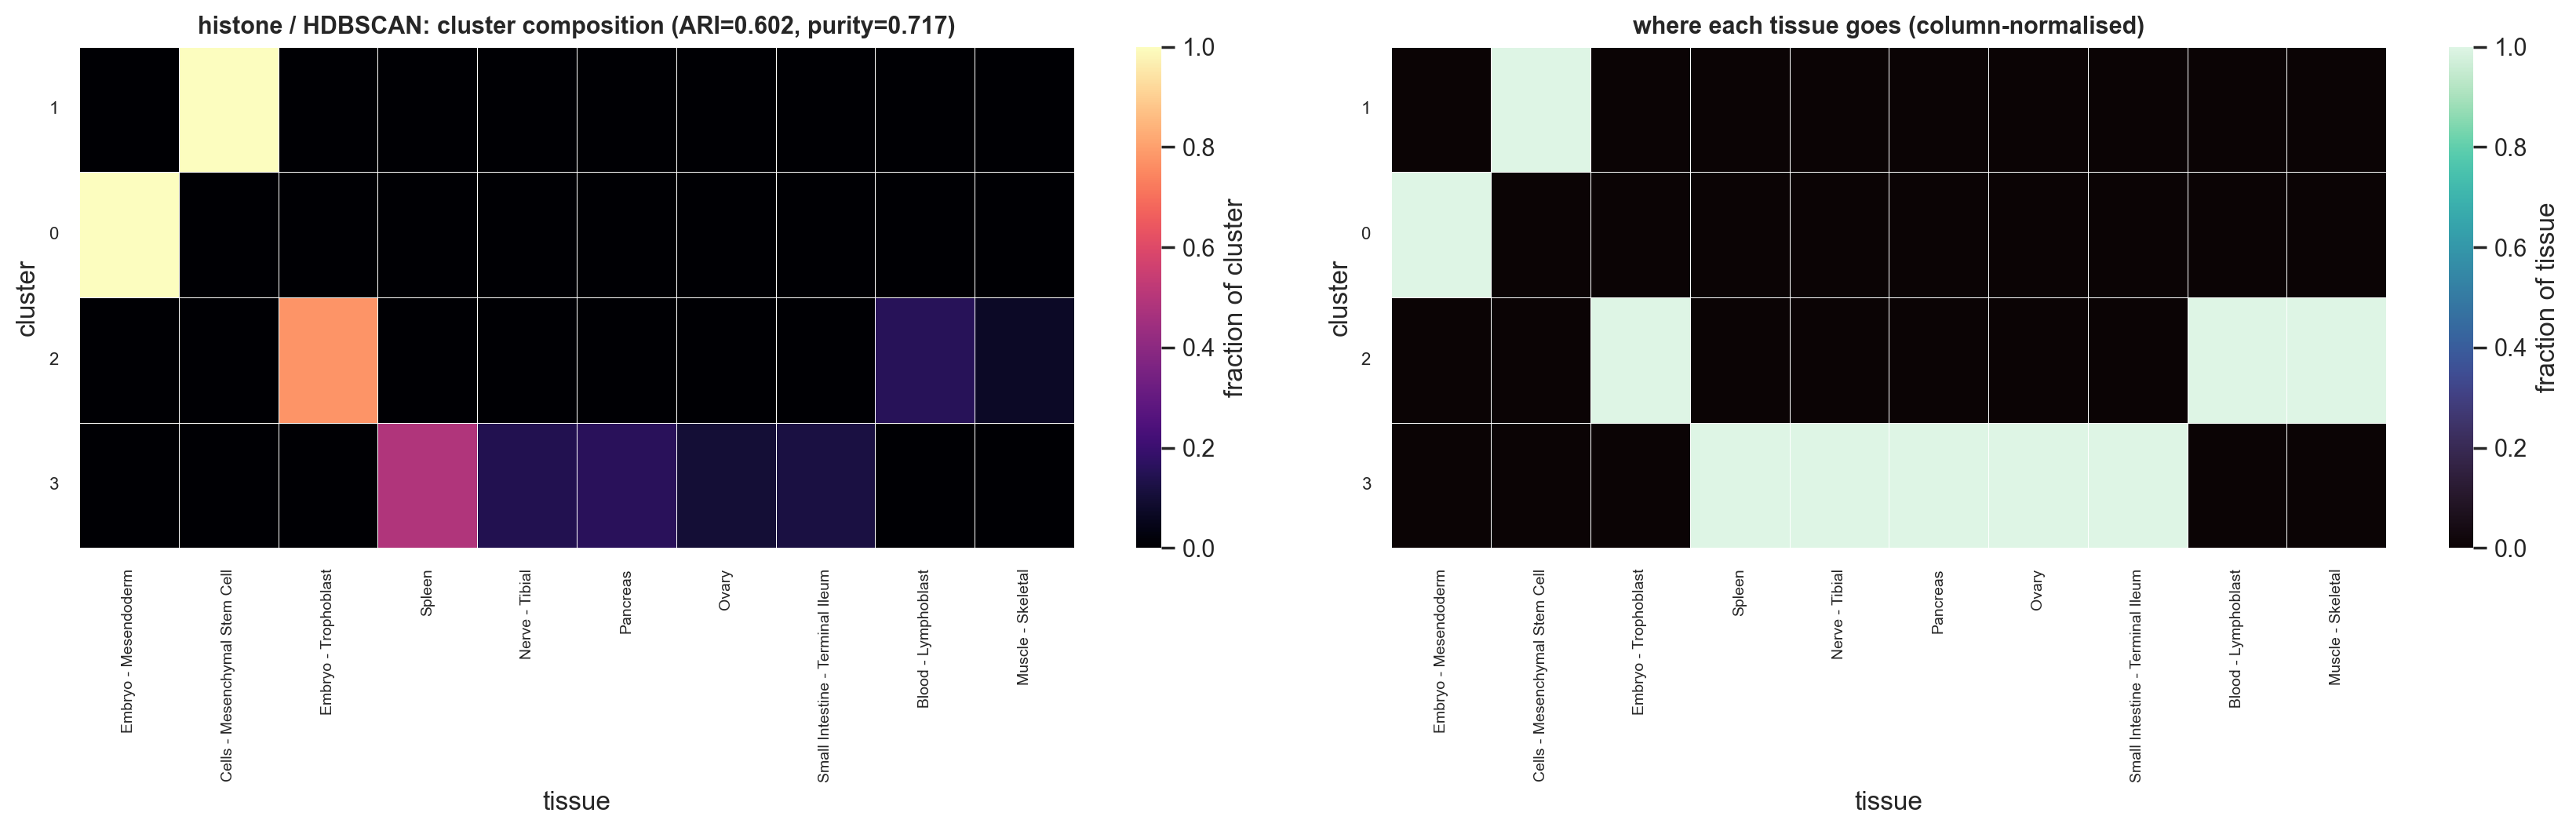 histone / HDBSCAN: cluster composition (ARI=0.602, purity=0.717)
cluster
1
0
2
3
Embryo - Mesendoderm
Cells - Mesenchymal Stem Cell
Embryo - Trophoblast
Spleen
Nerve - Tibial
Pancreas
Ovary
Small Intestine - Terminal Ileum
Blood - Lymphoblast
Muscle - Skeletal
tissue
1.0
0.8
0.6
0.4
0.2
0.0
fraction of cluster
where each tissue goes (column-normalised)
cluster
1
0
2
3
Embryo - Mesendoderm
Cells - Mesenchymal Stem Cell
Embryo - Trophoblast
Spleen
Nerve - Tibial
Pancreas
Ovary
Small Intestine - Terminal Ileum
Blood - Lymphoblast
Muscle - Skeletal
tissue
1.0
0.8
0.6
0.4
0.2
0.0
fraction of tissue